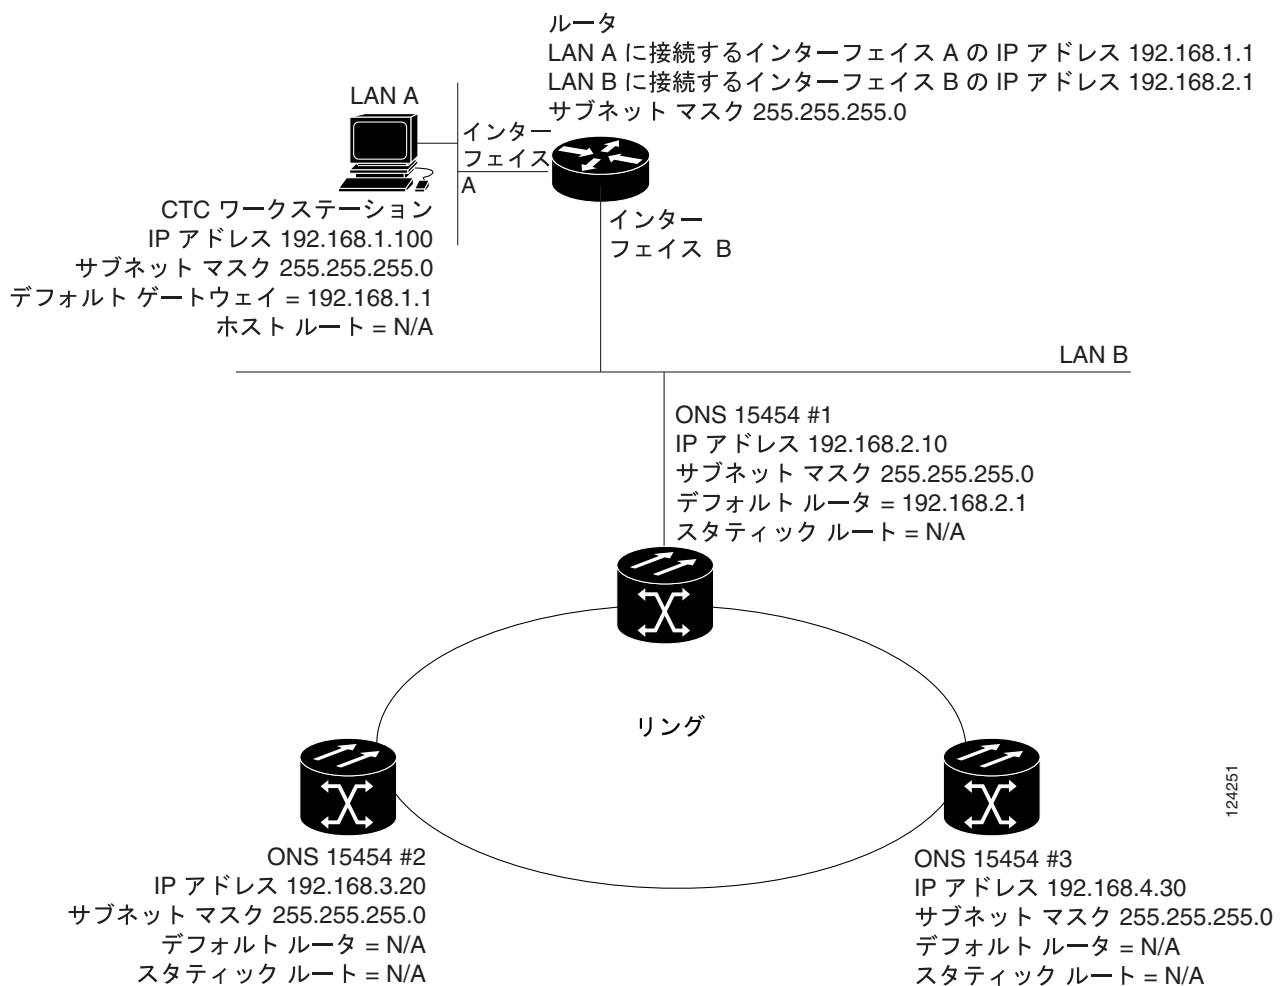 ルータ
LAN A に接続するインターフェイス A の IP アドレス 192.168.1.1
LAN B に接続するインターフェイス B の IP アドレス 192.168.2.1
サブネット マスク 255.255.255.0
LAN A
インター
フェイス
A
CTC ワークステーション
IP アドレス 192.168.1.100
サブネット マスク 255.255.255.0
デフォルト ゲートウェイ = 192.168.1.1
ホスト ルート = N/A
インター
フェイス B
LAN B
ONS 15454 #1
IP アドレス 192.168.2.10
サブネット マスク 255.255.255.0
デフォルト ルータ = 192.168.2.1
スタティック ルート = N/A
リング
ONS 15454 #2
IP アドレス 192.168.3.20
サブネット マスク 255.255.255.0
デフォルト ルータ = N/A
スタティック ルート = N/A
ONS 15454 #3
IP アドレス 192.168.4.30
サブネット マスク 255.255.255.0
デフォルト ルータ = N/A
スタティック ルート = N/A
124251